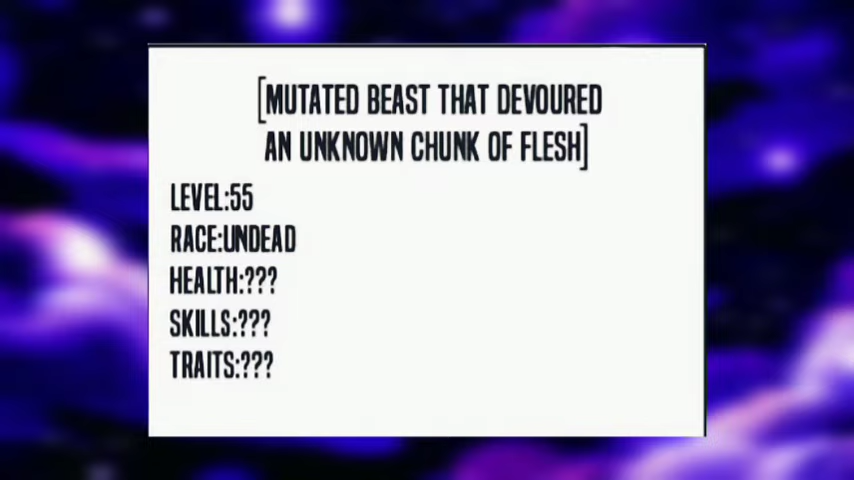 [MUTATED BEAST THAT DEVOURED
AN UNKNOWN CHUNK OF FLESH]
LEVEL:55
RACE:UNDEAD
HEALTH:???
SKILLS:???
TRAITS:???